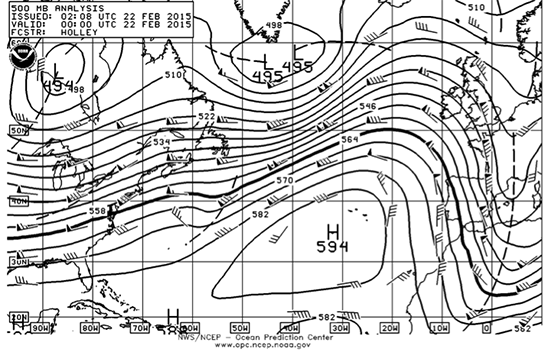 500 MB ANALYSIS
ISSUED: 02:08 UTC 22 FEB 2015
VALID: 00:00 UTC 22 FEB 2015
FCSTR: HOLLEY
498
L
495
L
495
510
510
L
494
498
NOAA
546
50N
522
534
564
570
40N
558
582
H
594
30N
H
582
562
20N
90W
80W
70W
60W
50W
40W
30W
20W
10W
0
NWS/NCEP - Ocean Prediction Center
www.opc.ncep.noaa.gov